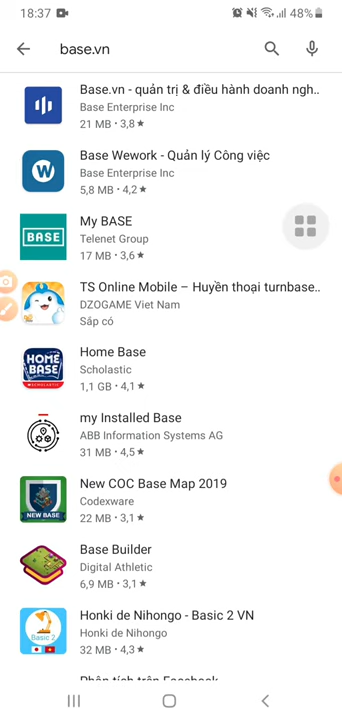 18:37 48%
base.vn
Base.vn - quản trị & điều hành doanh ngh..
Base Enterprise Inc
21 MB • 3,8 ★
W
Base Wework - Quản lý Công việc
Base Enterprise Inc
5,8 MB • 4,2 ★
BASE
My BASE
Telenet Group
17 MB • 3,6 ★
TS Online Mobile – Huyền thoại turnbase..
DZOGAME Viet Nam
Sắp có
HOME BASE
SCHOLASTIC
Home Base
Scholastic
1,1 GB • 4,1 ★
my Installed Base
ABB Information Systems AG
31 MB • 4,5 ★
NEW BASE
New COC Base Map 2019
Codexware
22 MB • 3,1 ★
Base Builder
Digital Athletic
6,9 MB • 3,1 ★
Basic 2
Honki de Nihongo - Basic 2 VN
Honki de Nihongo
32 MB • 4,3 ★
Phân tích trên Facebook